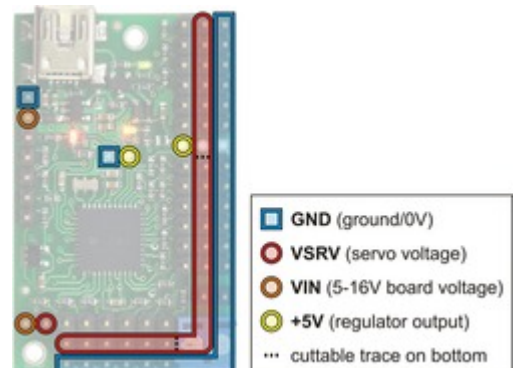 GND (ground/0V)
VSRV (servo voltage)
VIN (5-16V board voltage)
+5V (regulator output)
cuttable trace on bottom